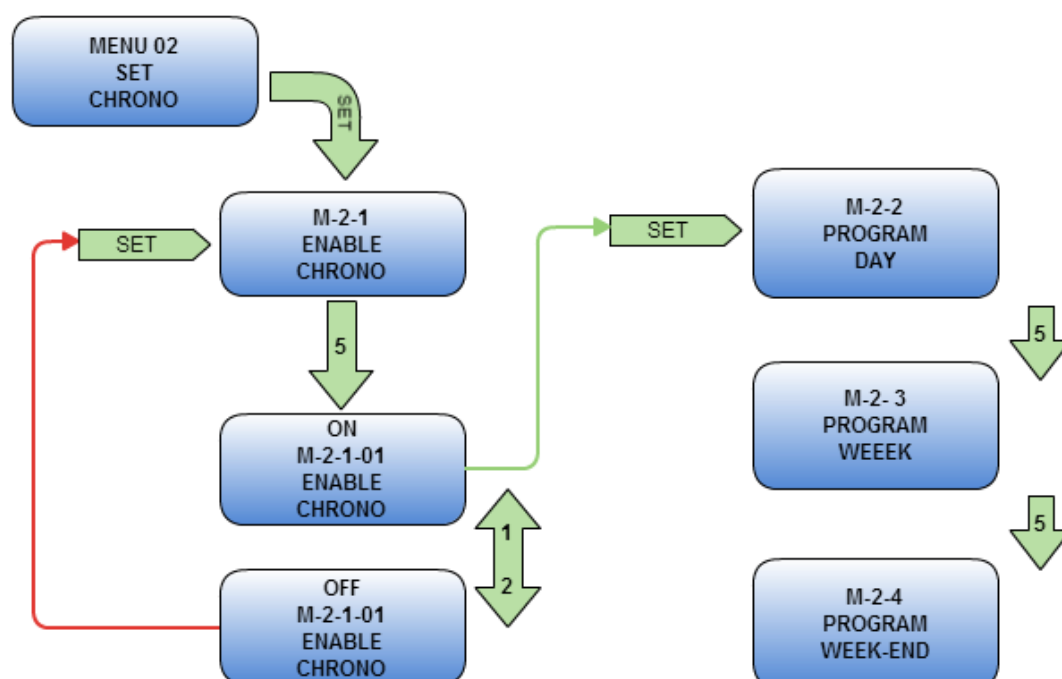 MENU 02
SET
CHRONO
SET
SET
M-2-1
ENABLE
CHRONO
5
ON
M-2-1-01
ENABLE
CHRONO
1
2
OFF
M-2-1-01
ENABLE
CHRONO
SET
M-2-2
PROGRAM
DAY
5
M-2- 3
PROGRAM
WEEEK
5
M-2-4
PROGRAM
WEEK-END